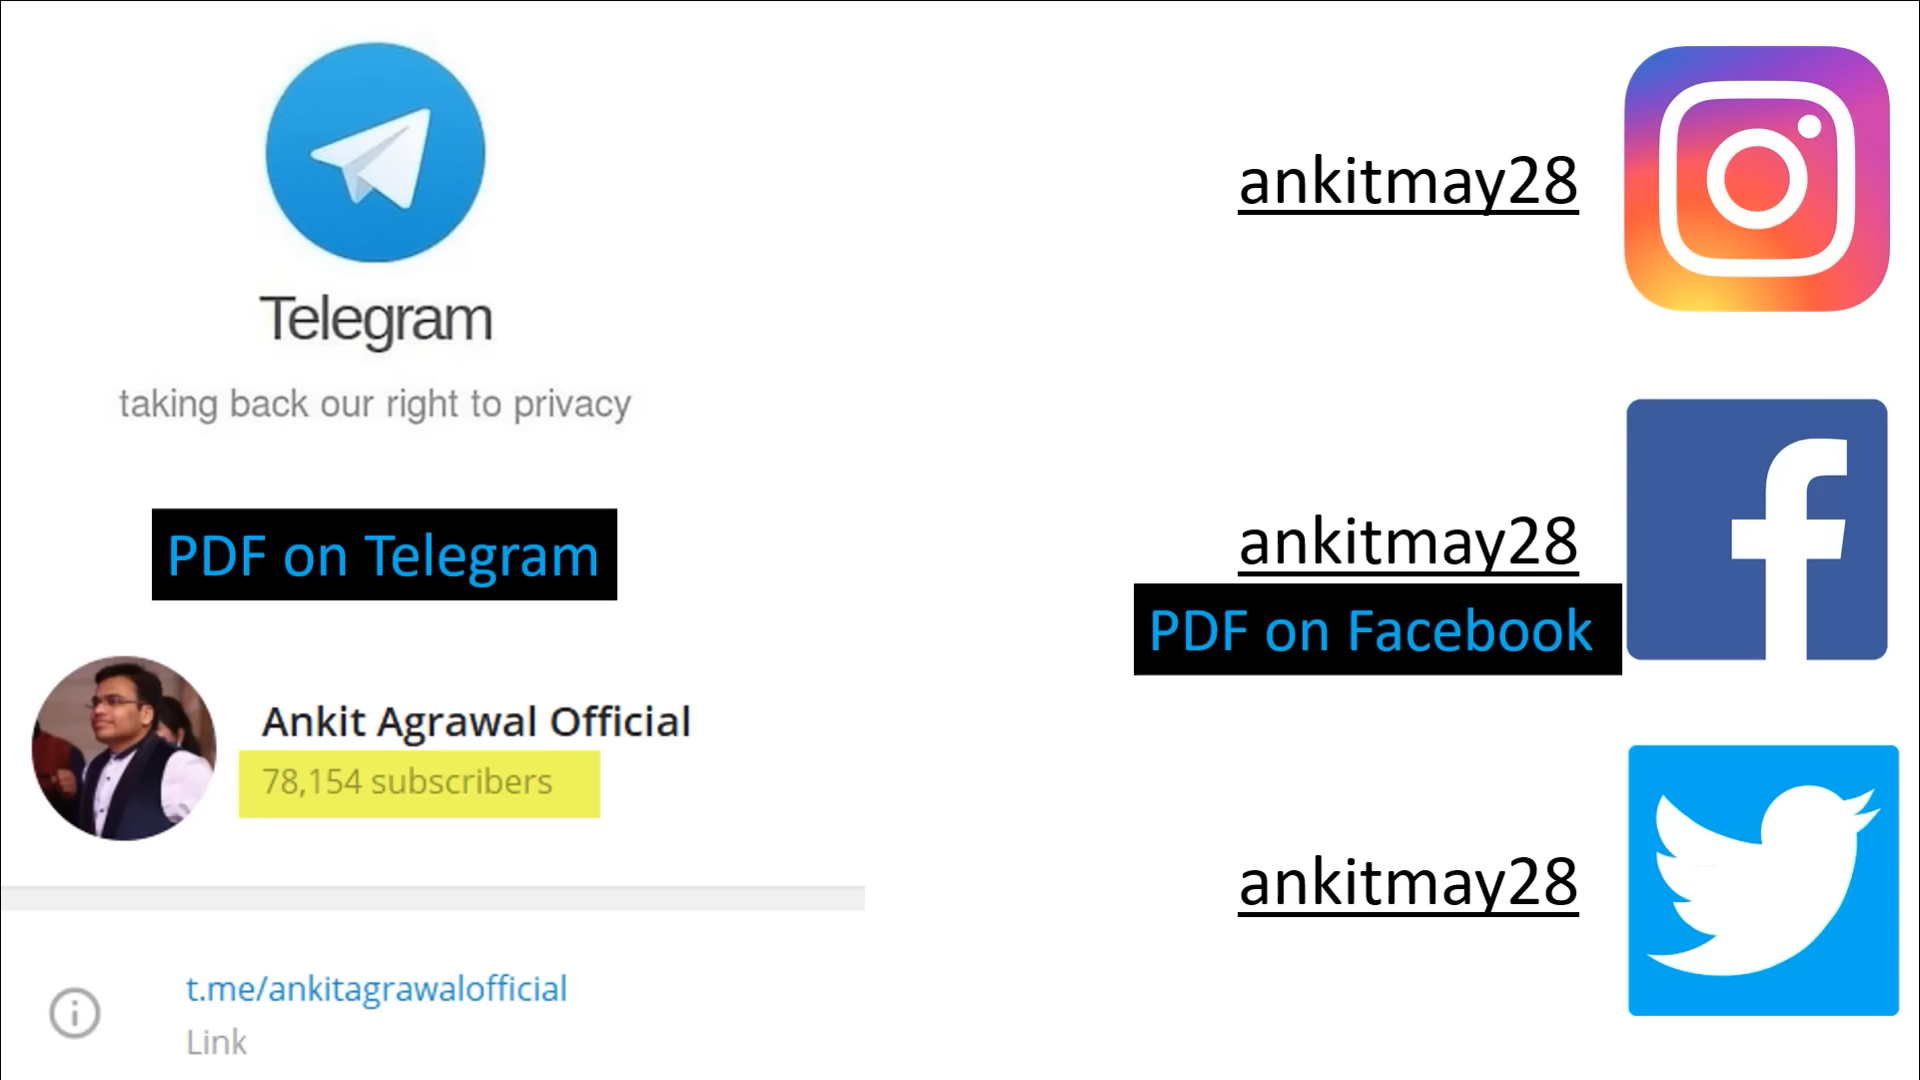 Telegram
taking back our right to privacy
PDF on Telegram
Ankit Agrawal Official
78,154 subscribers
t.me/ankitagrawalofficial
Link
ankitmay28
ankitmay28
PDF on Facebook
ankitmay28